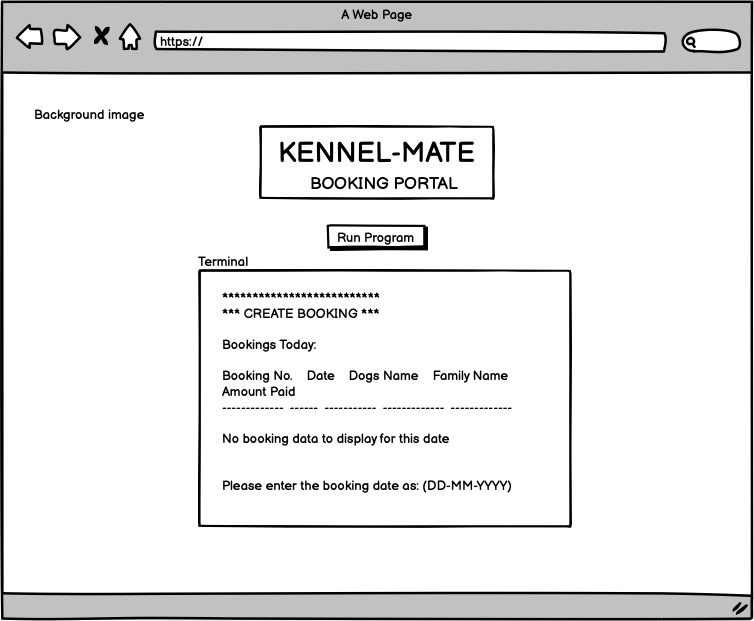 A Web Page
https://
Background image
KENNEL-MATE
BOOKING PORTAL
Run Program
Terminal
**************************
*** CREATE BOOKING ***
Bookings Today:
Booking No. Date Dogs Name Family Name
Amount Paid
------------- ------ ----------- ------------- -------------
No booking data to display for this date
Please enter the booking date as: (DD-MM-YYYY)